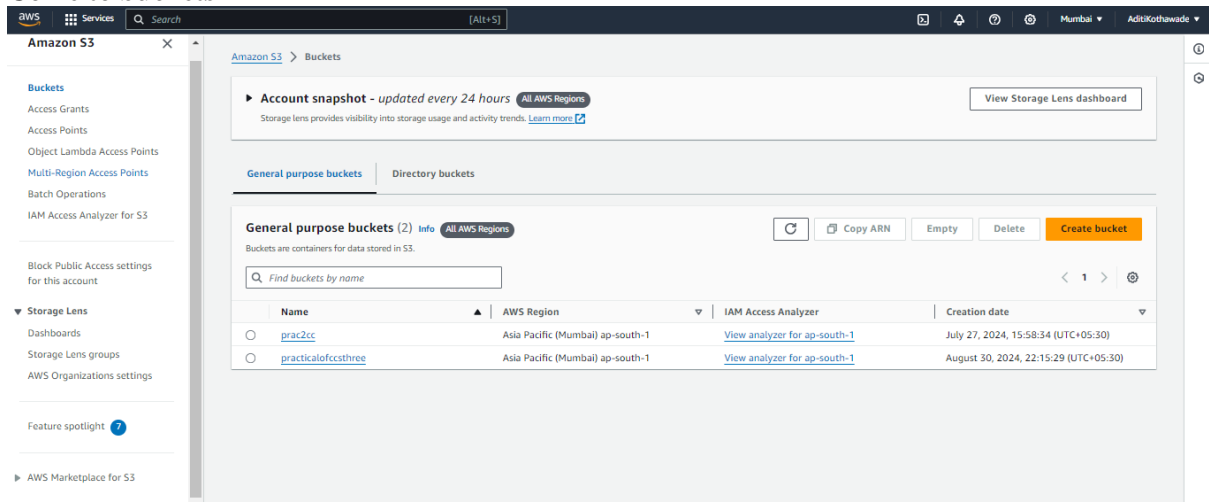 aws Services Search [Alt+S] Mumbai ▼ AditiKothawade ▼
Amazon S3
Buckets
Access Grants
Access Points
Object Lambda Access Points
Multi-Region Access Points
Batch Operations
IAM Access Analyzer for S3
Block Public Access settings
for this account
▼ Storage Lens
Dashboards
Storage Lens groups
AWS Organizations settings
Feature spotlight 7
▶ AWS Marketplace for S3
Amazon S3 > Buckets
▶ Account snapshot - updated every 24 hours All AWS Regions
View Storage Lens dashboard
Storage lens provides visibility into storage usage and activity trends. Learn more
General purpose buckets Directory buckets
General purpose buckets (2) Info All AWS Regions
Copy ARN Empty Delete Create bucket
Buckets are containers for data stored in S3.
Find buckets by name
< 1 >
Name ▲ AWS Region IAM Access Analyzer Creation date
prac2cc Asia Pacific (Mumbai) ap-south-1 View analyzer for ap-south-1 July 27, 2024, 15:58:34 (UTC+05:30)
practicalofccsthree Asia Pacific (Mumbai) ap-south-1 View analyzer for ap-south-1 August 30, 2024, 22:15:29 (UTC+05:30)